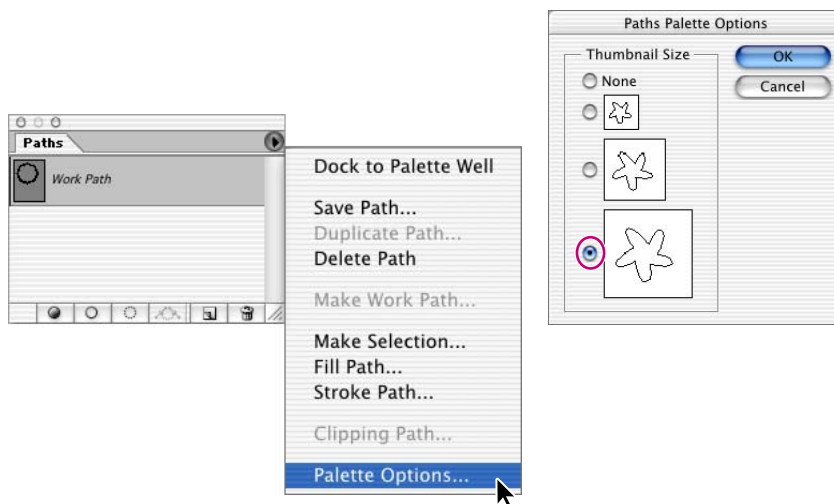 Paths
Work Path
Dock to Palette Well
Save Path...
Duplicate Path...
Delete Path
Make Work Path...
Make Selection...
Fill Path...
Stroke Path...
Clipping Path...
Palette Options...
Paths Palette Options
Thumbnail Size
None
OK
Cancel